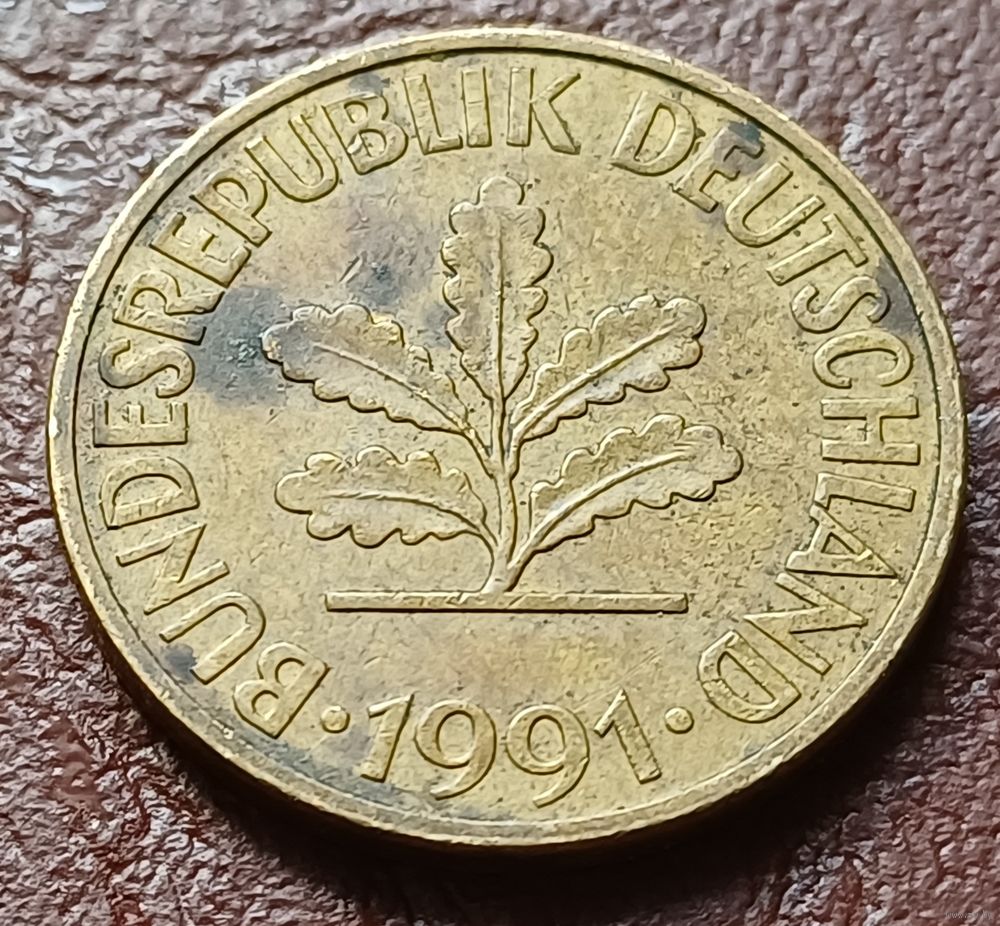 BUNDESREPUBLIK DEUTSCHLAND
· 1991 ·